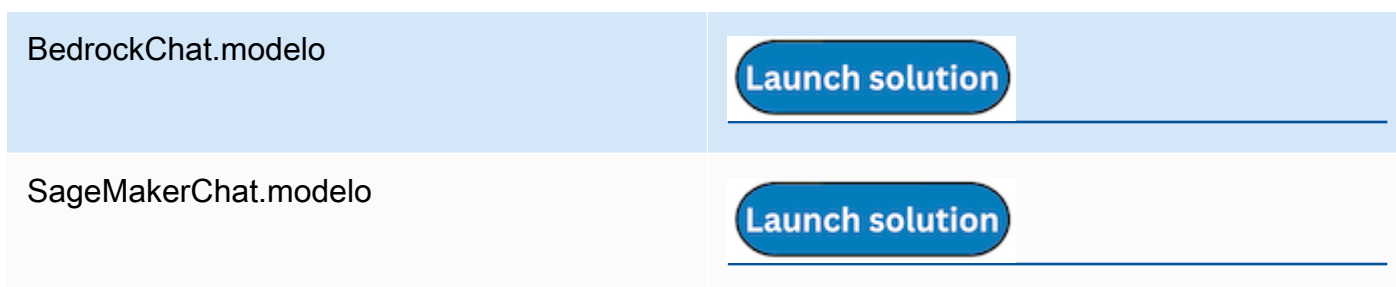 BedrockChat.modelo
Launch solution
SageMakerChat.modelo
Launch solution